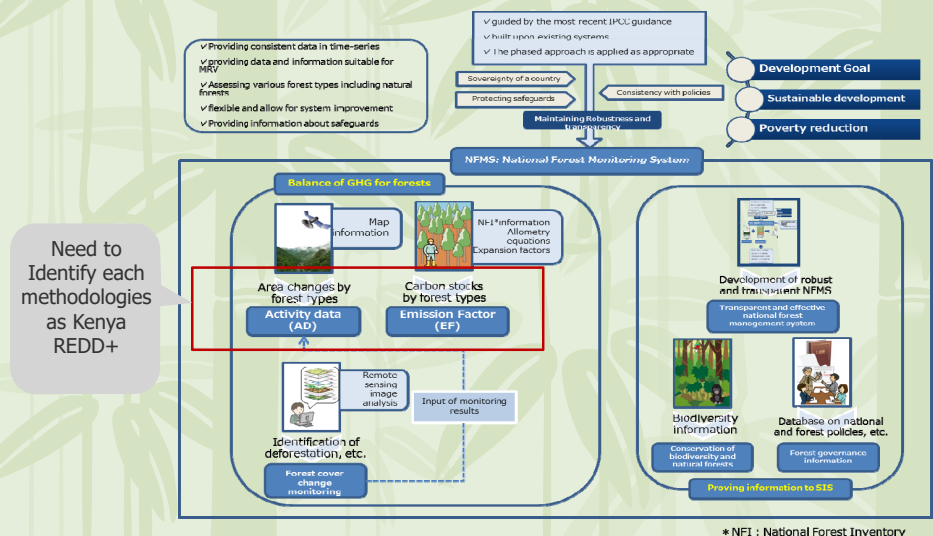 ✓guided by the most recent IPCC guidance
✓built upon existing systems
✓The phased approach is applied as appropriate
✓Providing consistent data in time-series
✓providing data and information suitable for
MRV
✓Assessing various forest types including natural
forests
✓flexible and allow for system improvement
✓Providing information about safeguards
Sovereignty of a country
Protecting safeguards
Consistency with policies
Maintaining Robustness and
transparency
Development Goal
Sustainable development
Poverty reduction
NFMS: National Forest Monitoring System
Balance of GHG for forests
Map
information
NFI*information
Allometry
equations
Expansion factors
Need to
Identify each
methodologies
as Kenya
REDD+
Area changes by
forest types
Carbon stocks
by forest types
Activity data
(AD)
Emission Factor
(EF)
Remote
sensing
image
analysis
Input of monitoring
results
Identification of
deforestation, etc.
Forest cover
change
monitoring
Development of robust
and transparent NFMS
Transparent and effective
national forest
management system
Biodiversity
information
Database on national
and forest policies, etc.
Conservation of
biodiversity and
natural forests
Forest governance
information
Proving information to SIS
*NFI : National Forest Inventory